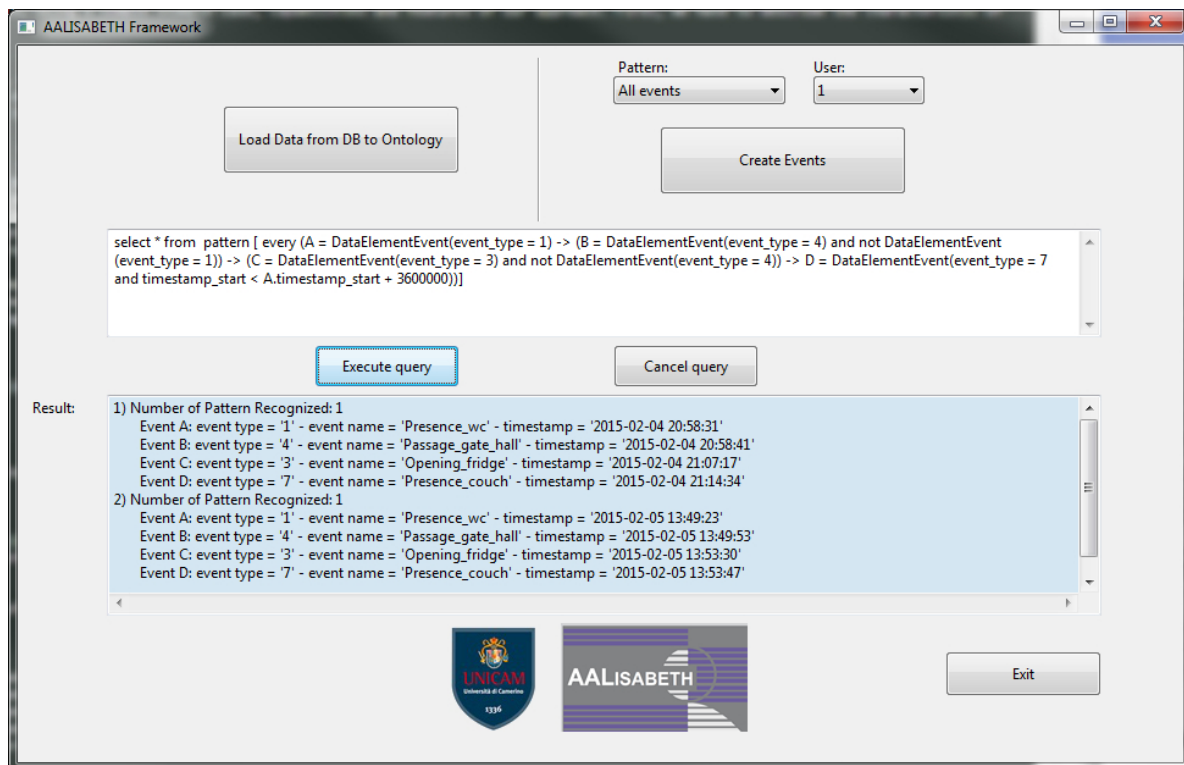 AALISABETH Framework
Pattern:
User:
All events
1
Load Data from DB to Ontology
Create Events
select * from  pattern [ every (A = DataElementEvent(event_type = 1) -> (B = DataElementEvent(event_type = 4) and not DataElementEvent
(event_type = 1)) -> (C = DataElementEvent(event_type = 3) and not DataElementEvent(event_type = 4)) -> D = DataElementEvent(event_type = 7
and timestamp_start < A.timestamp_start + 3600000))]
Execute query
Cancel query
Result:
1) Number of Pattern Recognized: 1
Event A: event type = '1' - event name = 'Presence_wc' - timestamp = '2015-02-04 20:58:31'
Event B: event type = '4' - event name = 'Passage_gate_hall' - timestamp = '2015-02-04 20:58:41'
Event C: event type = '3' - event name = 'Opening_fridge' - timestamp = '2015-02-04 21:07:17'
Event D: event type = '7' - event name = 'Presence_couch' - timestamp = '2015-02-04 21:14:34'
2) Number of Pattern Recognized: 1
Event A: event type = '1' - event name = 'Presence_wc' - timestamp = '2015-02-05 13:49:23'
Event B: event type = '4' - event name = 'Passage_gate_hall' - timestamp = '2015-02-05 13:49:53'
Event C: event type = '3' - event name = 'Opening_fridge' - timestamp = '2015-02-05 13:53:30'
Event D: event type = '7' - event name = 'Presence_couch' - timestamp = '2015-02-05 13:53:47'
UNICAM
Università di Camerino
1336
AALISABETH
Exit